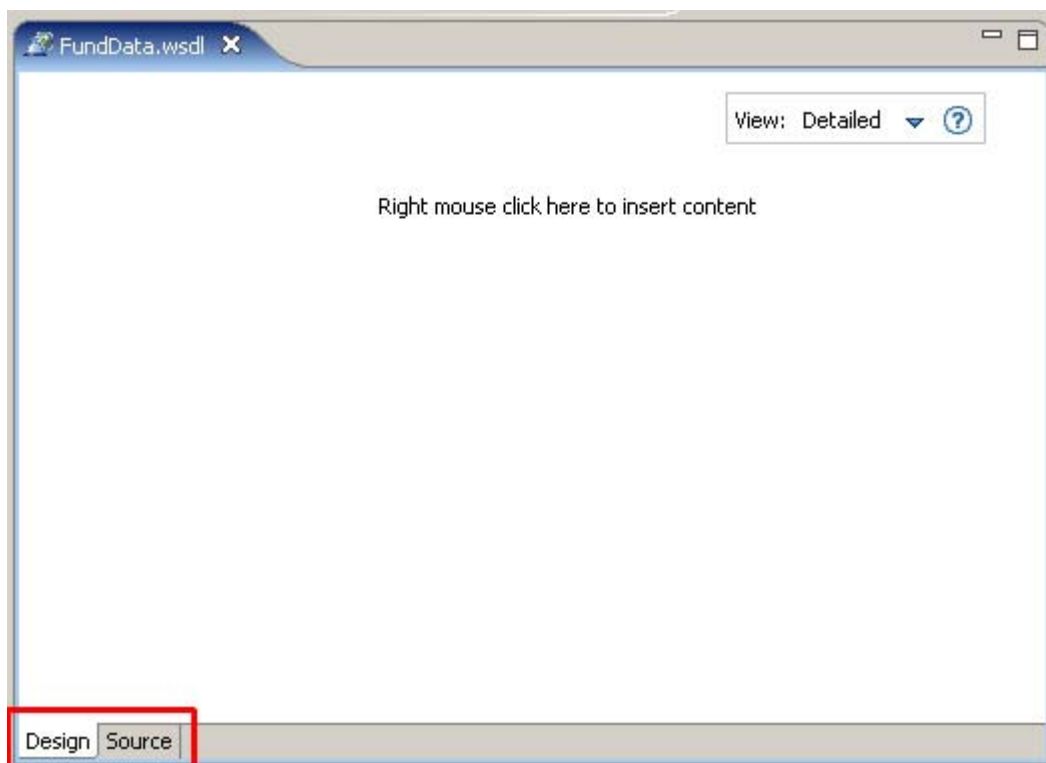 FundData.wsdl
View: Detailed
Right mouse click here to insert content
Design Source